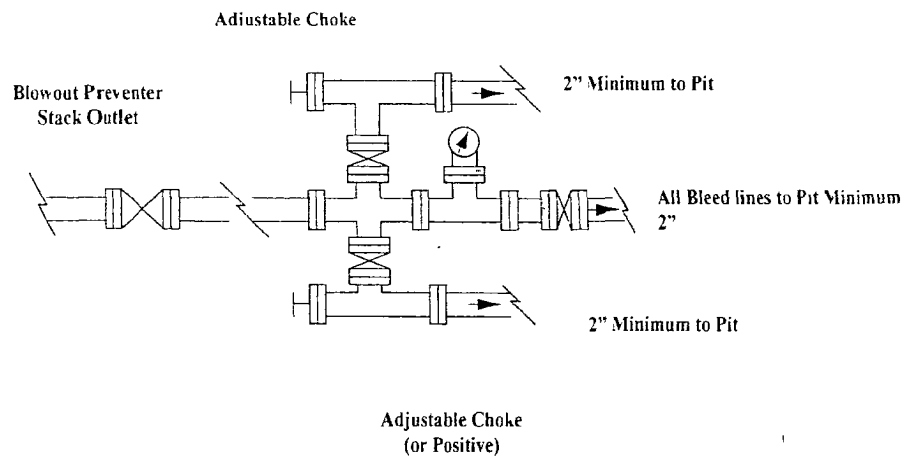 Adjustable Choke
Blowout Preventer
Stack Outlet
2” Minimum to Pit
All Bleed lines to Pit Minimum
2”
2” Minimum to Pit
Adjustable Choke
(or Positive)